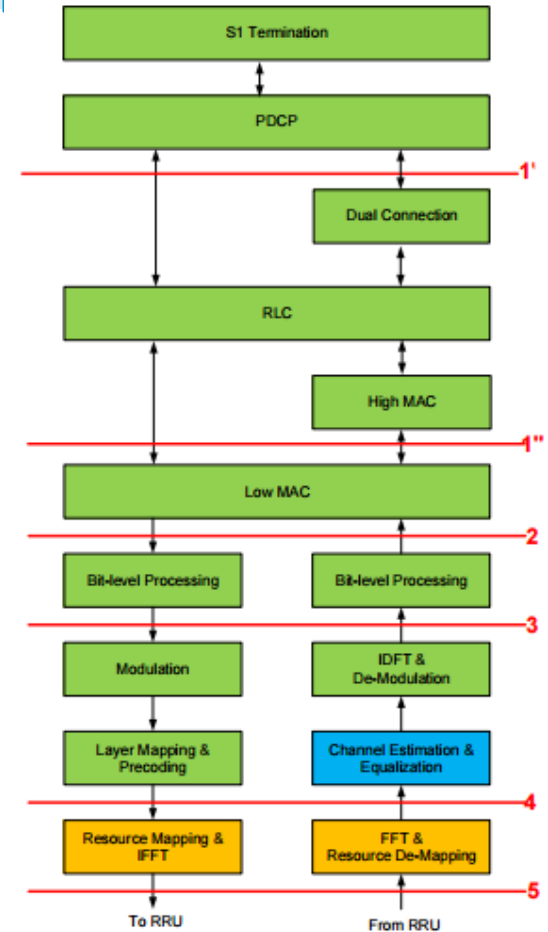 S1 Termination
PDCP
1'
Dual Connection
RLC
High MAC
1"
Low MAC
2
Bit-level Processing
Bit-level Processing
3
Modulation
IDFT &
De-Modulation
Layer Mapping &
Precoding
Channel Estimation &
Equalization
4
Resource Mapping &
IFFT
FFT &
Resource De-Mapping
5
To RRU
From RRU